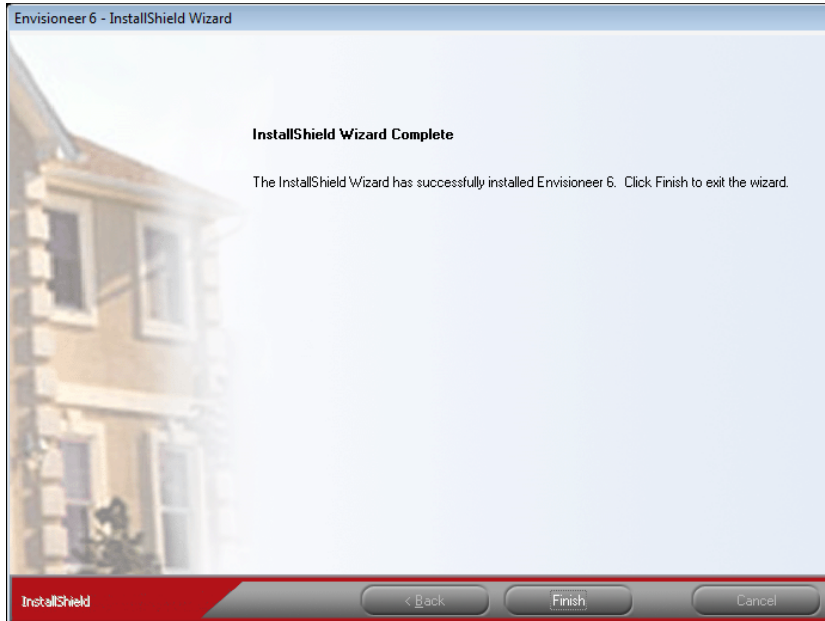 Envisioneer 6 - InstallShield Wizard
InstallShield Wizard Complete
The InstallShield Wizard has successfully installed Envisioneer 6.  Click Finish to exit the wizard.
InstallShield
< Back
Finish
Cancel